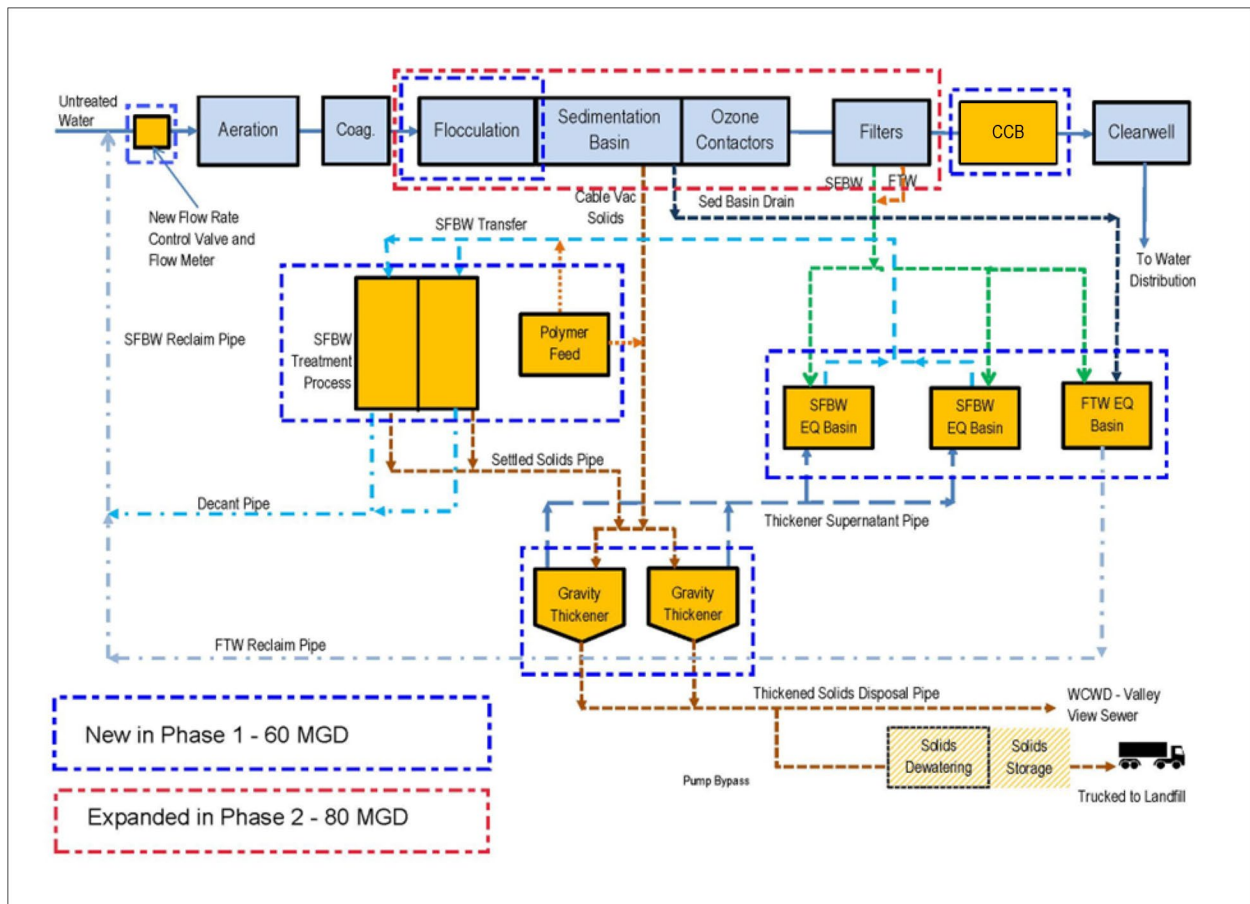 Untreated
Water
Aeration
Coag.
Flocculation
Sedimentation
Basin
Ozone
Contactors
Filters
CCB
Clearwell
SFBW
FTW
Cable Vac
Solids
Sed Basin Drain
New Flow Rate
Control Valve and
Flow Meter
SFBW Transfer
To Water
Distribution
SFBW Reclaim Pipe
SFBW
Treatment
Process
Polymer
Feed
SFBW
EQ Basin
SFBW
EQ Basin
FTW EQ
Basin
Settled Solids Pipe
Decant Pipe
Thickener Supernatant Pipe
Gravity
Thickener
Gravity
Thickener
FTW Reclaim Pipe
Thickened Solids Disposal Pipe
WCWD - Valley
View Sewer
New in Phase 1 - 60 MGD
Solids
Dewatering
Solids
Storage
Pump Bypass
Trucked to Landfill
Expanded in Phase 2 - 80 MGD